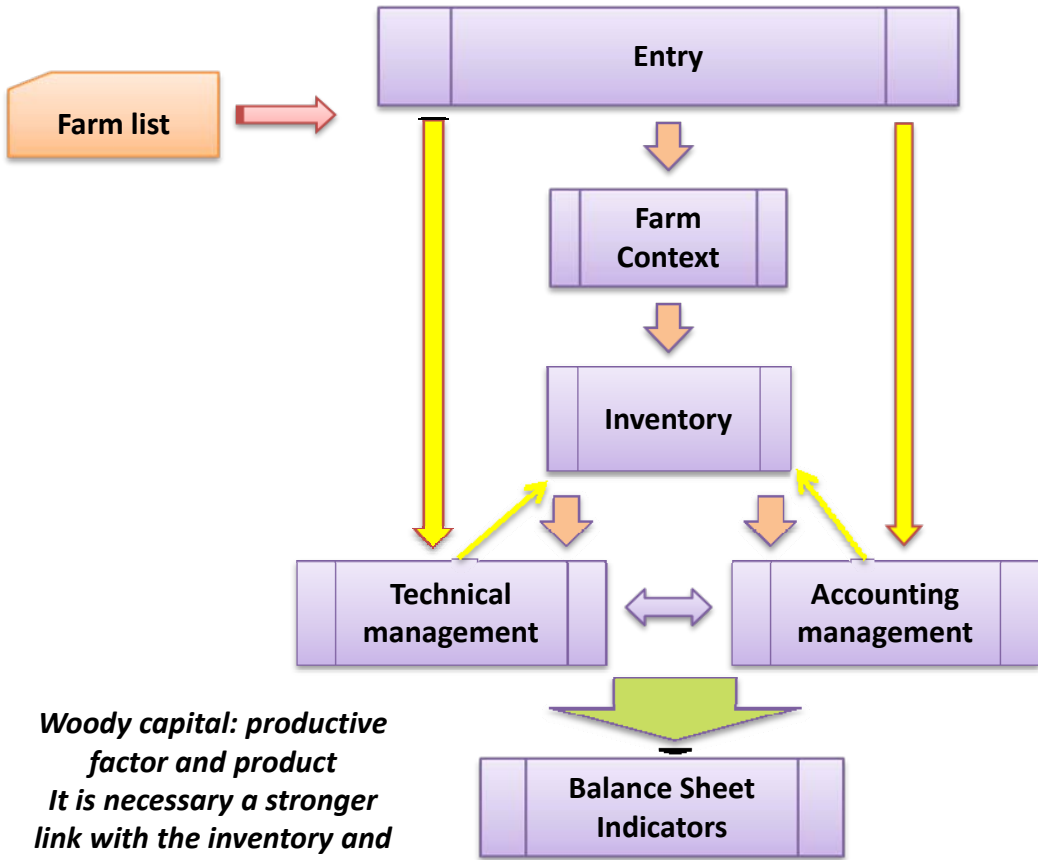 Entry
Farm list
Farm
Context
Inventory
Technical
management
Accounting
management
Woody capital: productive
factor and product
It is necessary a stronger
link with the inventory and
Balance Sheet
Indicators